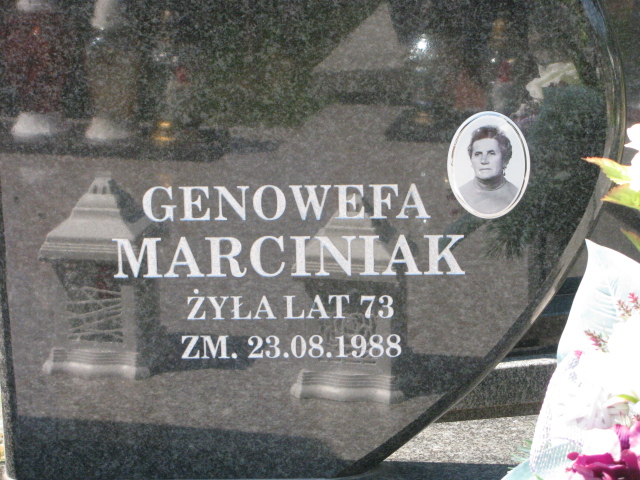 GENOWEFA
MARCINIAK
ŻYŁA LAT 73
ZM. 23.08.1988